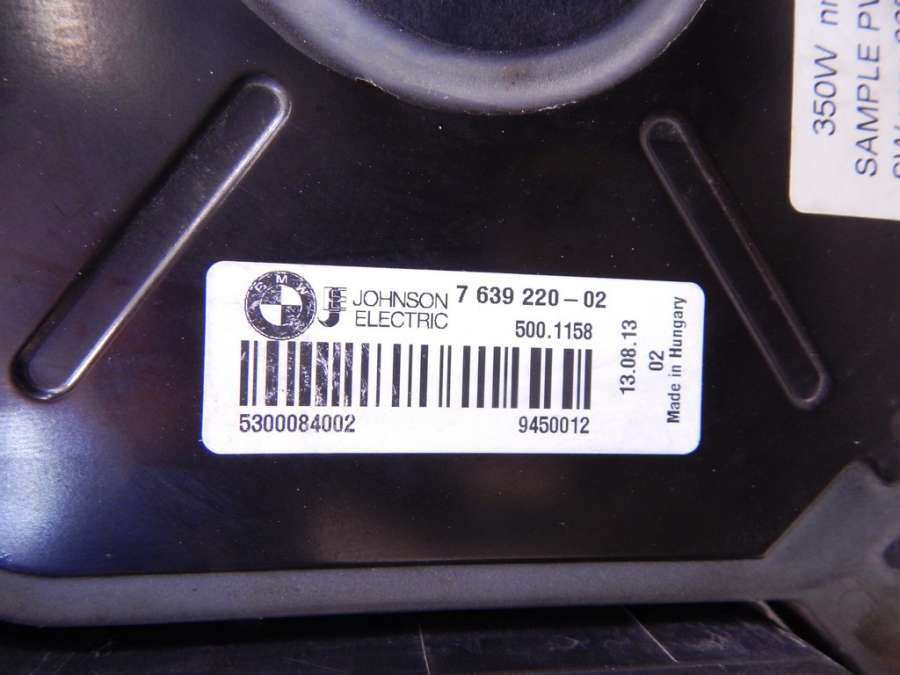 BMW
JOHNSON
ELECTRIC
7 639 220-02
500.1158
5300084002
9450012
13.08.13
02
Made in Hungary
350W
SAMPLE